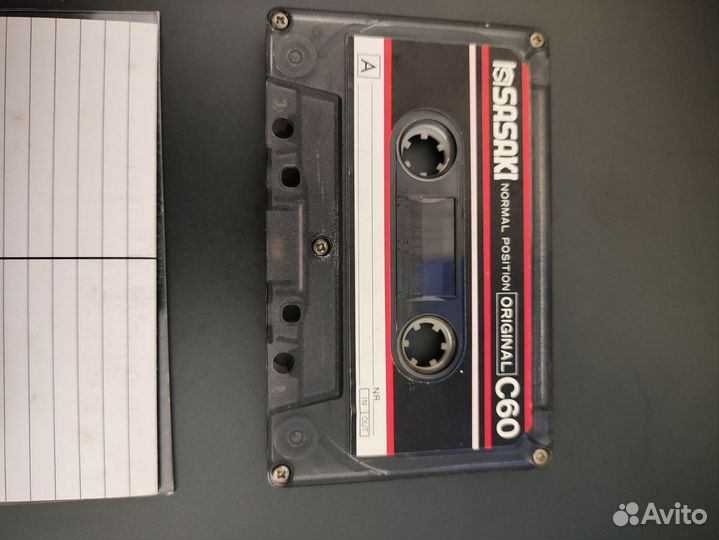 SASAKI NORMAL POSITION ORIGINAL C60
A
NR.
IN OUT
Avito